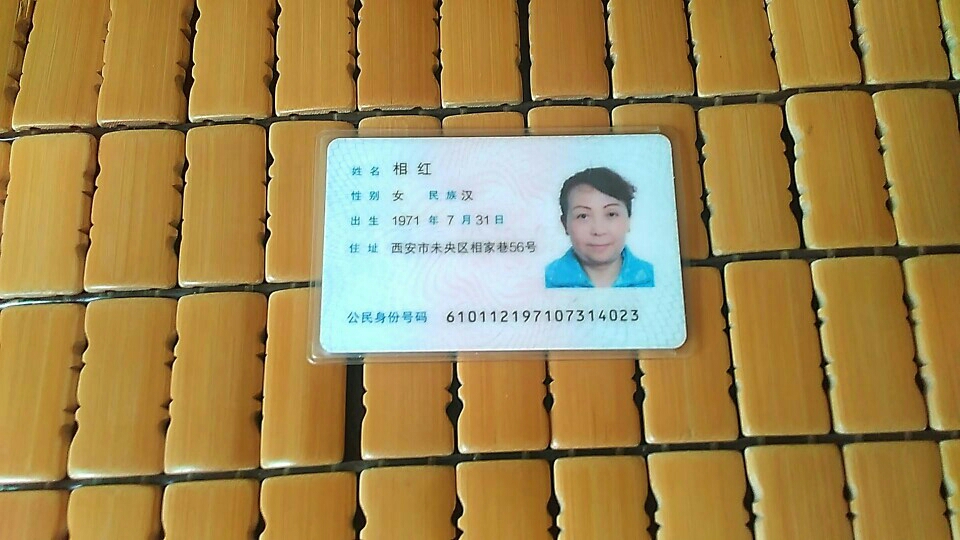 姓名 相红
性别 女 民族 汉
出生 1971 年 7 月 31 日
住址 西安市未央区相家巷56号
公民身份号码 610112197107314023